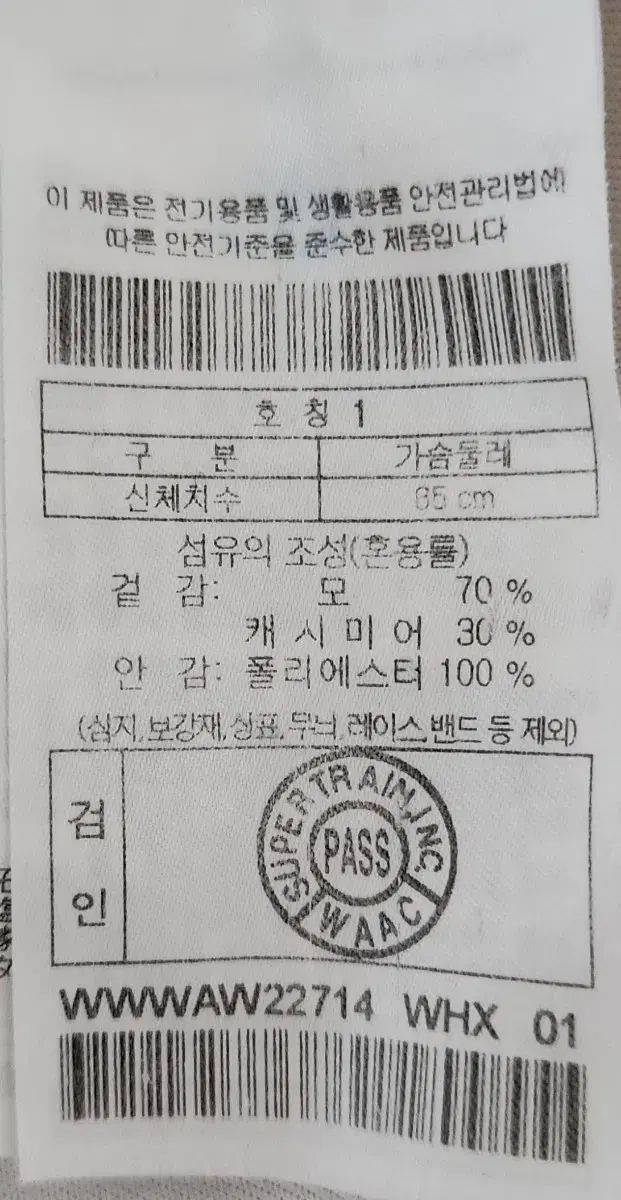 이 제품은 전기용품 및 생활용품 안전관리법에
따른 안전기준을 준수한 제품입니다
호 칭 1
구 분 가슴둘레
신체치수 85 cm
섬유의 조성(혼용률)
겉 감: 모 70 %
캐 시 미 어 30 %
안 감: 폴리에스터 100 %
(심지,보강재,상표,무늬,레이스,밴드 등 제외)
검
인
SUPERTRAIN,INC.
PASS
WAAC
WWWAW22714 WHX 01